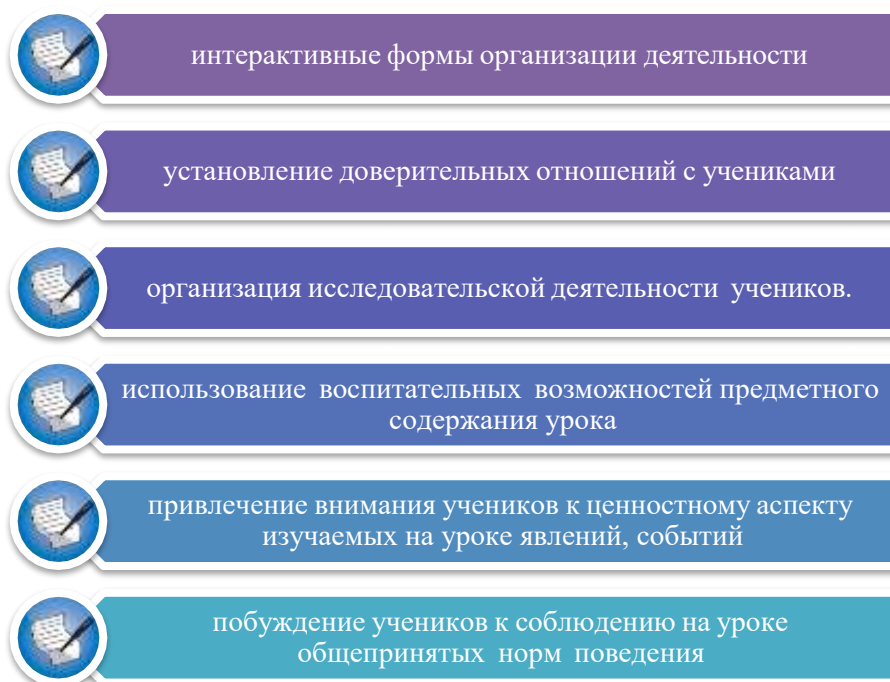 интерактивные формы организации деятельности
установление доверительных отношений с учениками
организация исследовательской деятельности учеников.
использование воспитательных возможностей предметного
содержания урока
привлечение внимания учеников к ценностному аспекту
изучаемых на уроке явлений, событий
побуждение учеников к соблюдению на уроке
общепринятых норм поведения